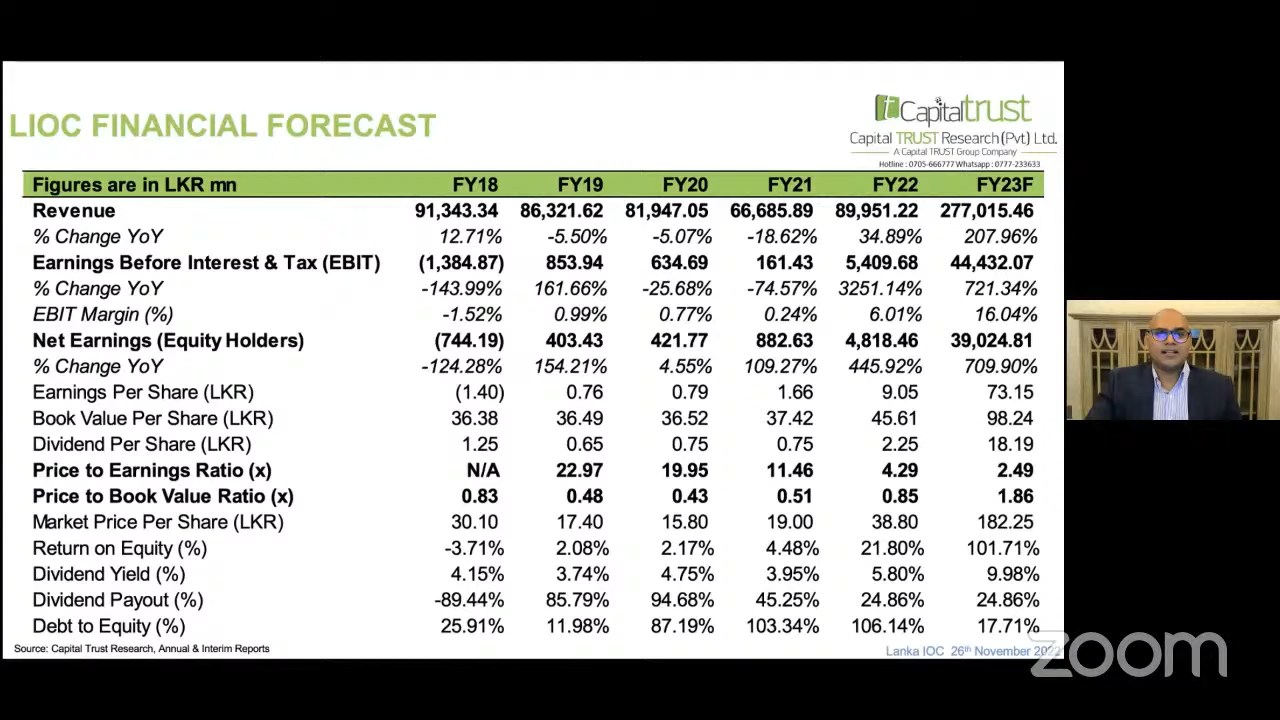 LIOC FINANCIAL FORECAST
Capitaltrust
Capital TRUST Research (Pvt) Ltd.
A Capital TRUST Group Company
Hotline : 0705-666777 Whatsapp : 0777-233633
Figures are in LKR mn FY18 FY19 FY20 FY21 FY22 FY23F
Revenue 91,343.34 86,321.62 81,947.05 66,685.89 89,951.22 277,015.46
% Change YoY 12.71% -5.50% -5.07% -18.62% 34.89% 207.96%
Earnings Before Interest & Tax (EBIT) (1,384.87) 853.94 634.69 161.43 5,409.68 44,432.07
% Change YoY -143.99% 161.66% -25.68% -74.57% 3251.14% 721.34%
EBIT Margin (%) -1.52% 0.99% 0.77% 0.24% 6.01% 16.04%
Net Earnings (Equity Holders) (744.19) 403.43 421.77 882.63 4,818.46 39,024.81
% Change YoY -124.28% 154.21% 4.55% 109.27% 445.92% 709.90%
Earnings Per Share (LKR) (1.40) 0.76 0.79 1.66 9.05 73.15
Book Value Per Share (LKR) 36.38 36.49 36.52 37.42 45.61 98.24
Dividend Per Share (LKR) 1.25 0.65 0.75 0.75 2.25 18.19
Price to Earnings Ratio (x) N/A 22.97 19.95 11.46 4.29 2.49
Price to Book Value Ratio (x) 0.83 0.48 0.43 0.51 0.85 1.86
Market Price Per Share (LKR) 30.10 17.40 15.80 19.00 38.80 182.25
Return on Equity (%) -3.71% 2.08% 2.17% 4.48% 21.80% 101.71%
Dividend Yield (%) 4.15% 3.74% 4.75% 3.95% 5.80% 9.98%
Dividend Payout (%) -89.44% 85.79% 94.68% 45.25% 24.86% 24.86%
Debt to Equity (%) 25.91% 11.98% 87.19% 103.34% 106.14% 17.71%
Source: Capital Trust Research, Annual & Interim Reports
Lanka IOC 26th November 2022
zoom